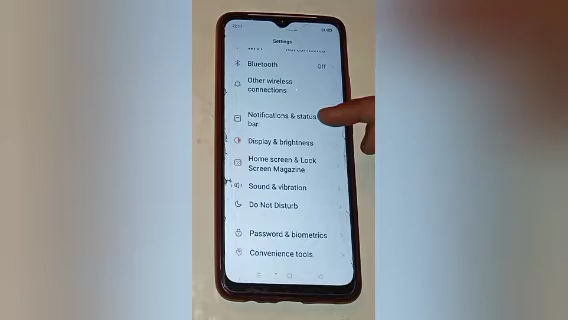 Settings
Bluetooth
Off
Other wireless
connections
Notifications & status
bar
Display & brightness
Home screen & Lock
Screen Magazine
Sound & vibration
Do Not Disturb
Password & biometrics
Convenience tools